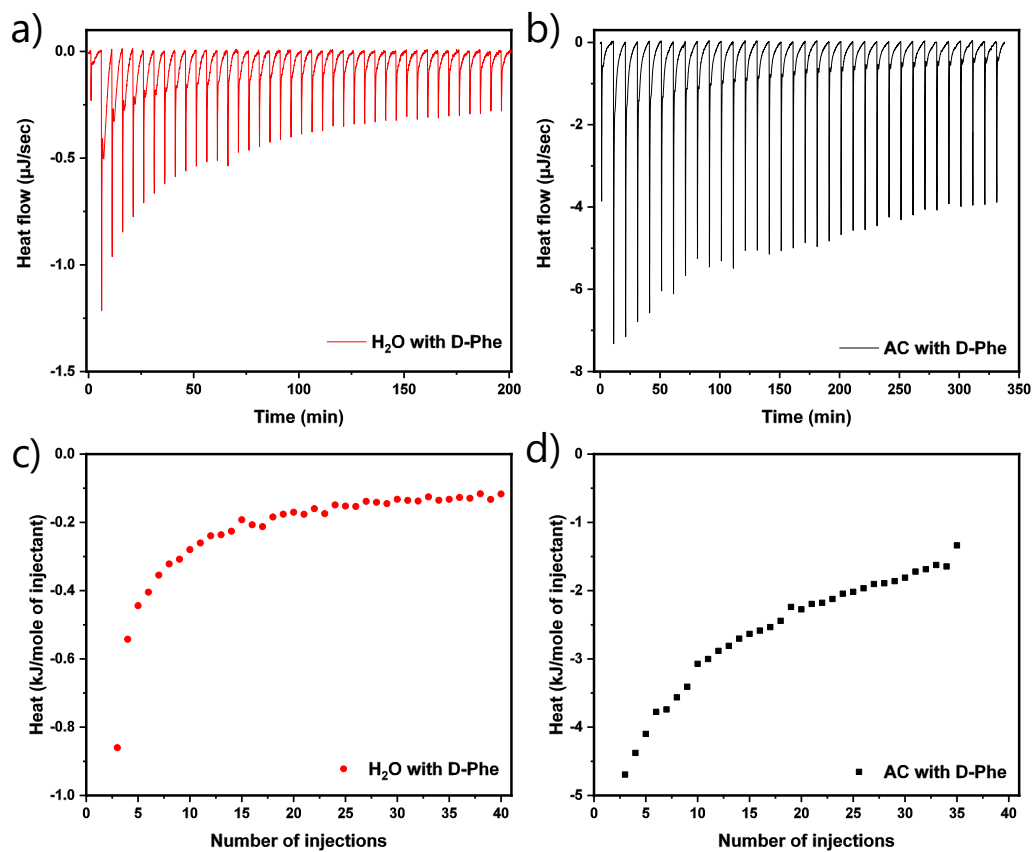 a)
0.0
-0.5
-1.0
-1.5
Heat flow (µJ/sec)
H₂O with D-Phe
0 50 100 150 200
Time (min)
b)
0
-2
-4
-6
-8
Heat flow (µJ/sec)
AC with D-Phe
0 50 100 150 200 250 300 350
Time (min)
c)
0.0
-0.2
-0.4
-0.6
-0.8
-1.0
Heat (kJ/mole of injectant)
H₂O with D-Phe
0 5 10 15 20 25 30 35 40
Number of injections
d)
0
-1
-2
-3
-4
-5
Heat (kJ/mole of injectant)
AC with D-Phe
0 5 10 15 20 25 30 35 40
Number of injections